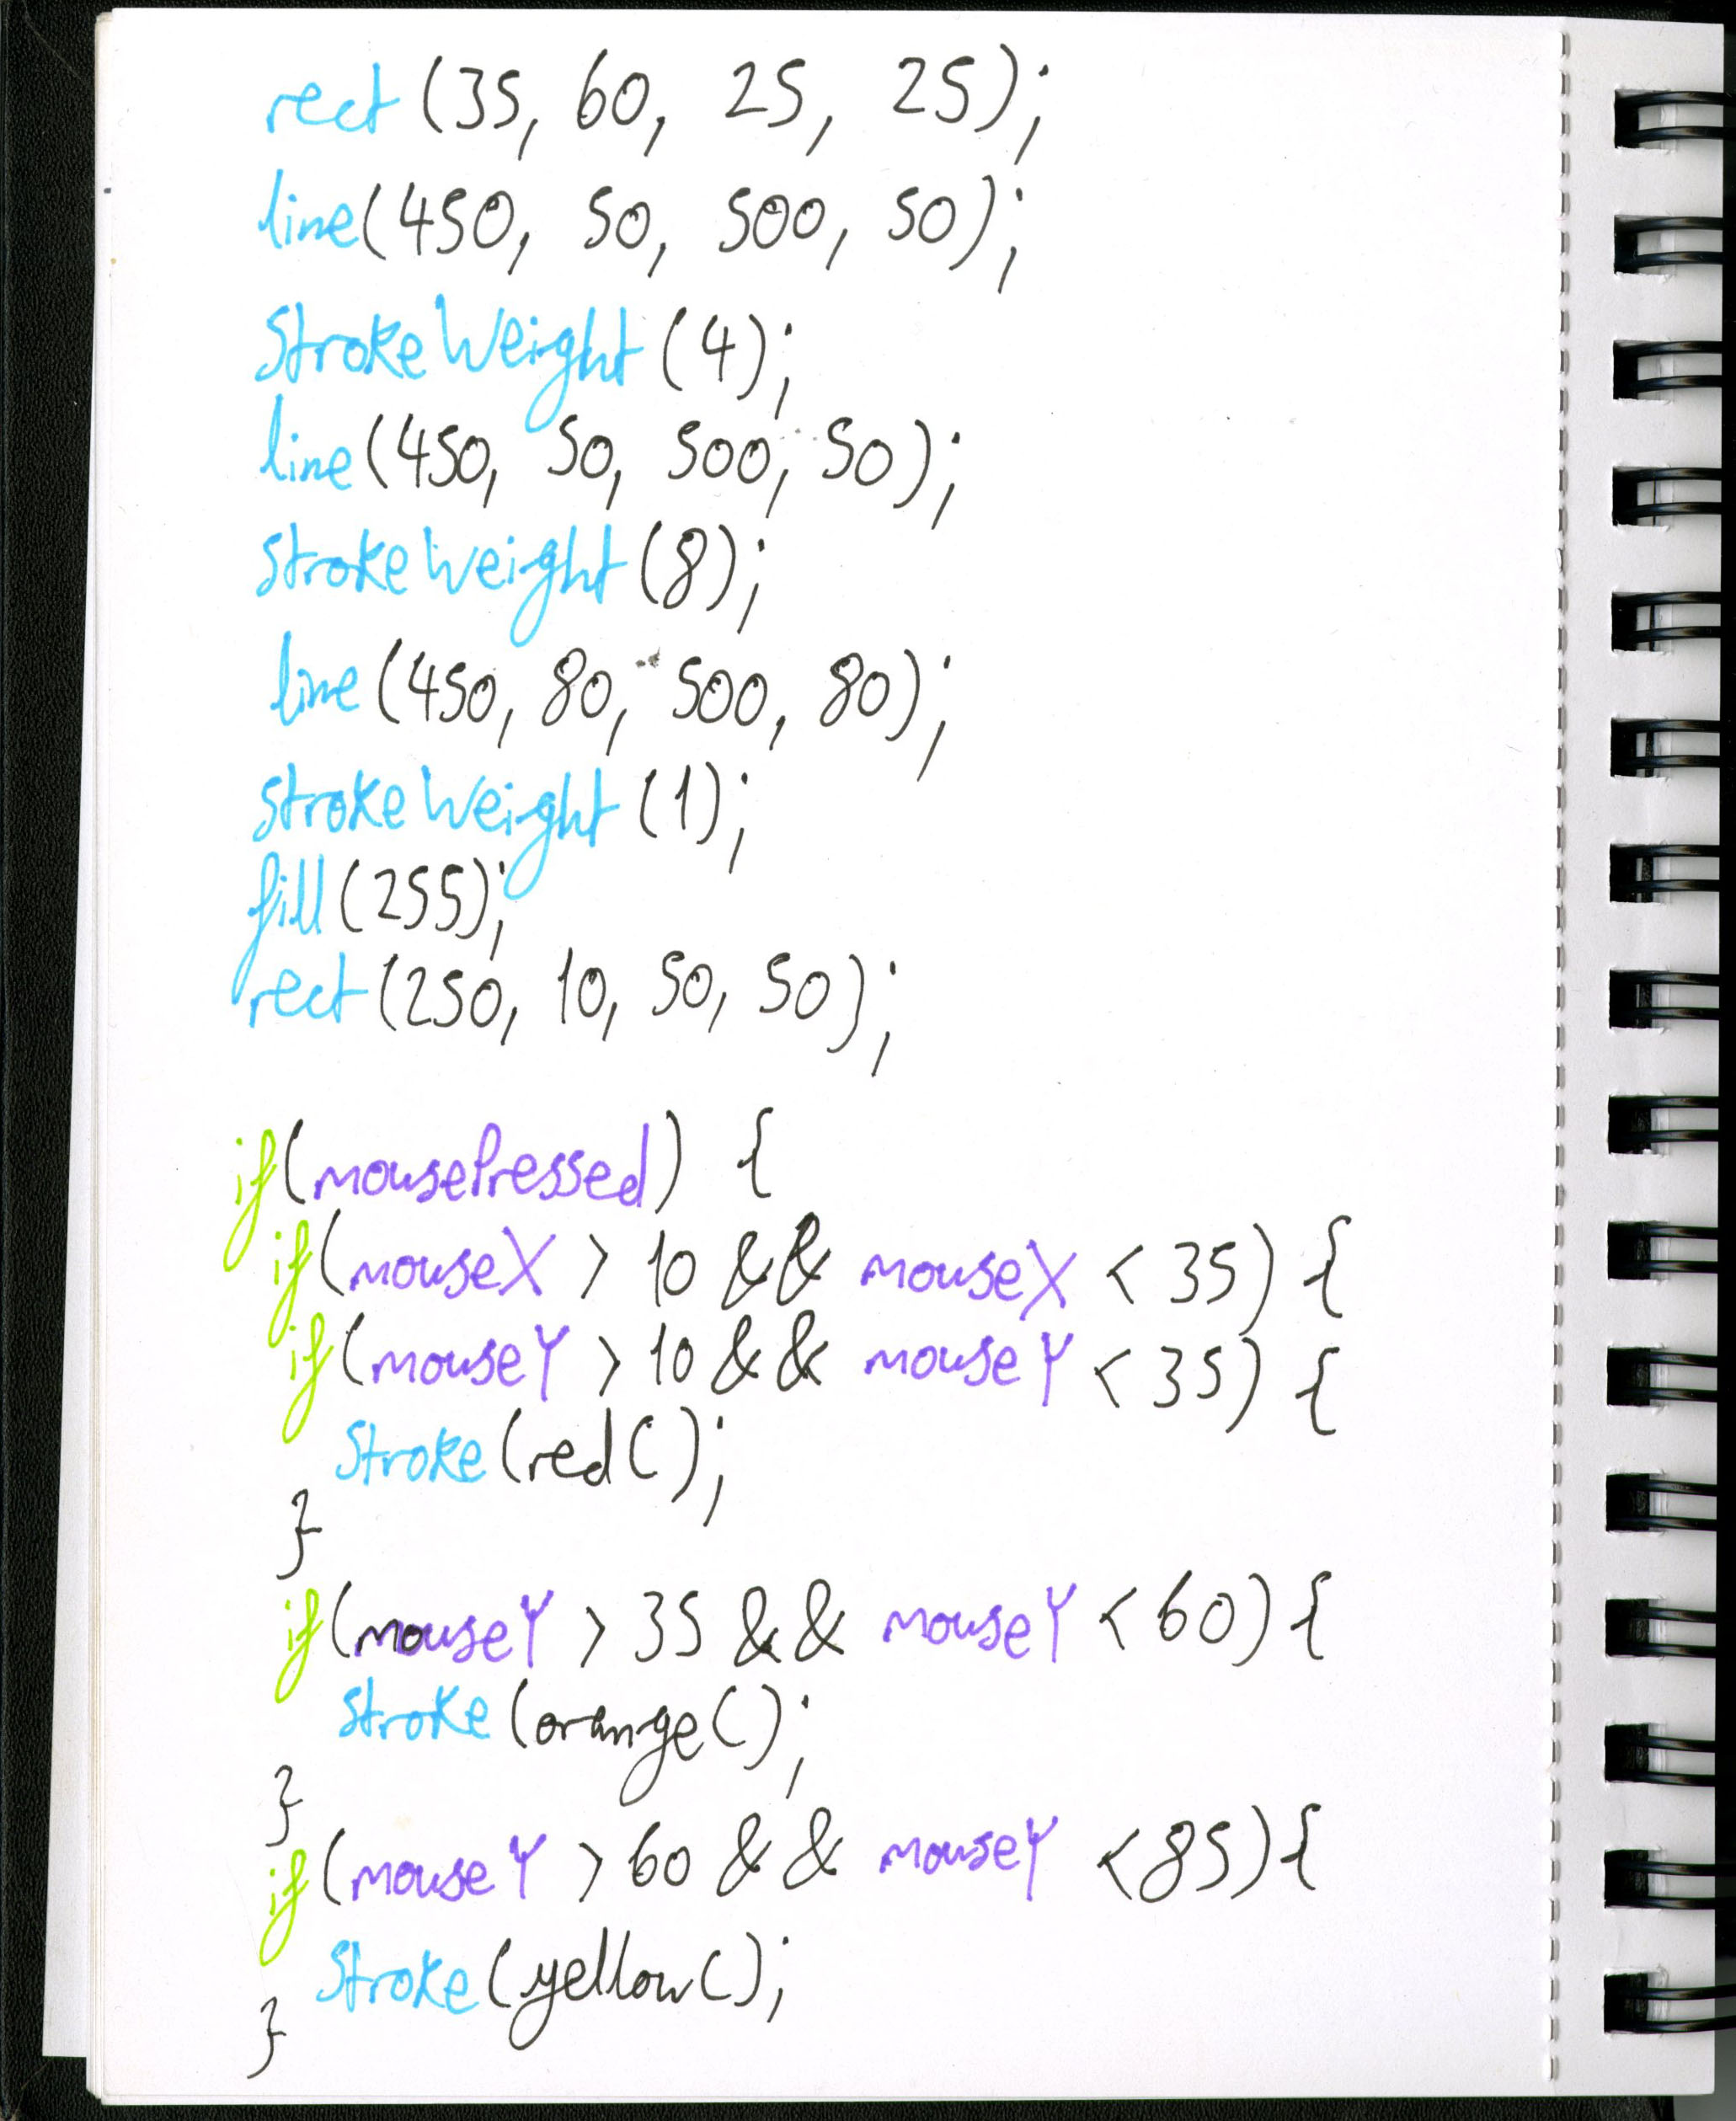 rect (35, 60, 25, 25);
line(450, 50, 500, 50);
strokeWeight (4);
line (450, 50, 500, 50);
strokeWeight (8);
line (450, 80, 500, 80);
strokeWeight (1);
fill (255);
rect (250, 10, 50, 50);
if(mousePressed) {
if(mouseX > 10 && mouseX < 35) {
if(mouseY > 10 && mouseY < 35) {
stroke (red();
}
if(mouseY > 35 && mouseY < 60) {
stroke (orange();
}
if(mouseY > 60 && mouseY < 85) {
stroke (yellow();
}